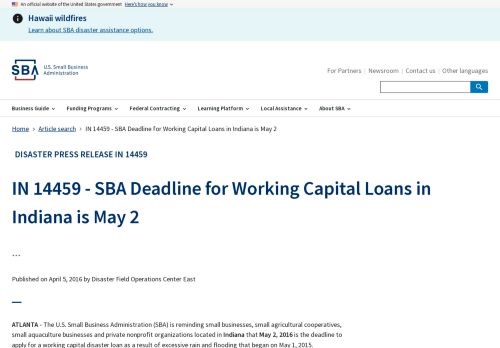 An official website of the United States government Here's how you know
Hawaii wildfires
Learn about SBA disaster assistance options.
SBA U.S. Small Business Administration
For Partners | Newsroom | Contact us | Other languages
Business Guide Funding Programs Federal Contracting Learning Platform Local Assistance About SBA
Home › Article search › IN 14459 - SBA Deadline for Working Capital Loans in Indiana is May 2
DISASTER PRESS RELEASE IN 14459
IN 14459 - SBA Deadline for Working Capital Loans in
Indiana is May 2
...
Published on April 5, 2016 by Disaster Field Operations Center East
ATLANTA - The U.S. Small Business Administration (SBA) is reminding small businesses, small agricultural cooperatives,
small aquaculture businesses and private nonprofit organizations located in Indiana that May 2, 2016 is the deadline to
apply for a working capital disaster loan as a result of excessive rain and flooding that began on May 1, 2015.